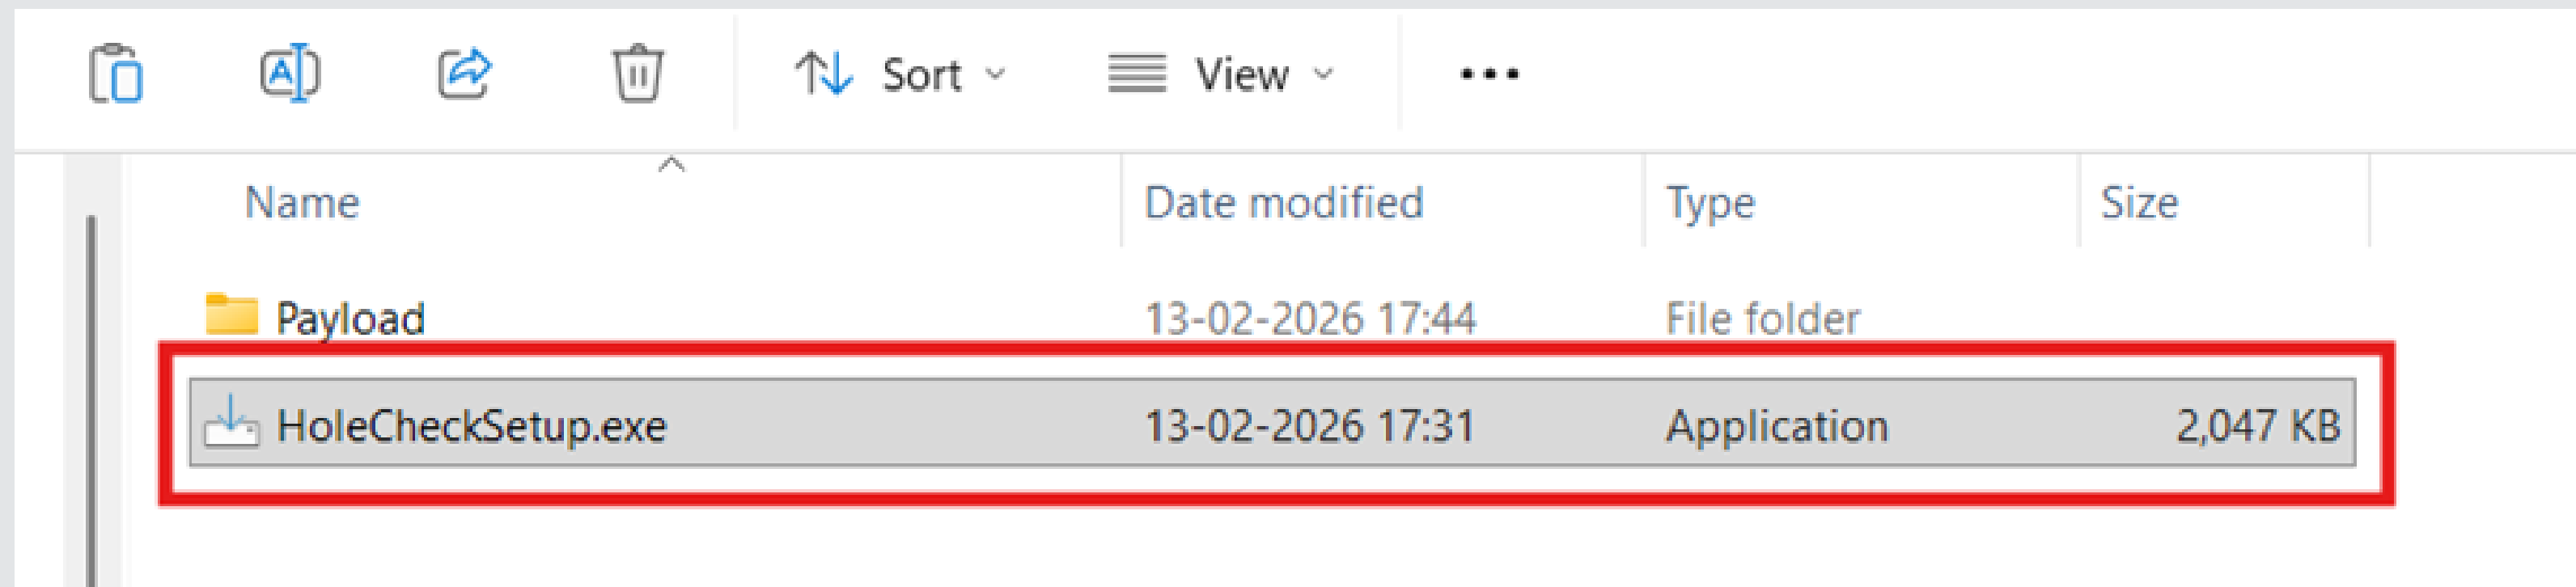 Sort View
Name Date modified Type Size
Payload 13-02-2026 17:44 File folder
HoleCheckSetup.exe 13-02-2026 17:31 Application 2,047 KB